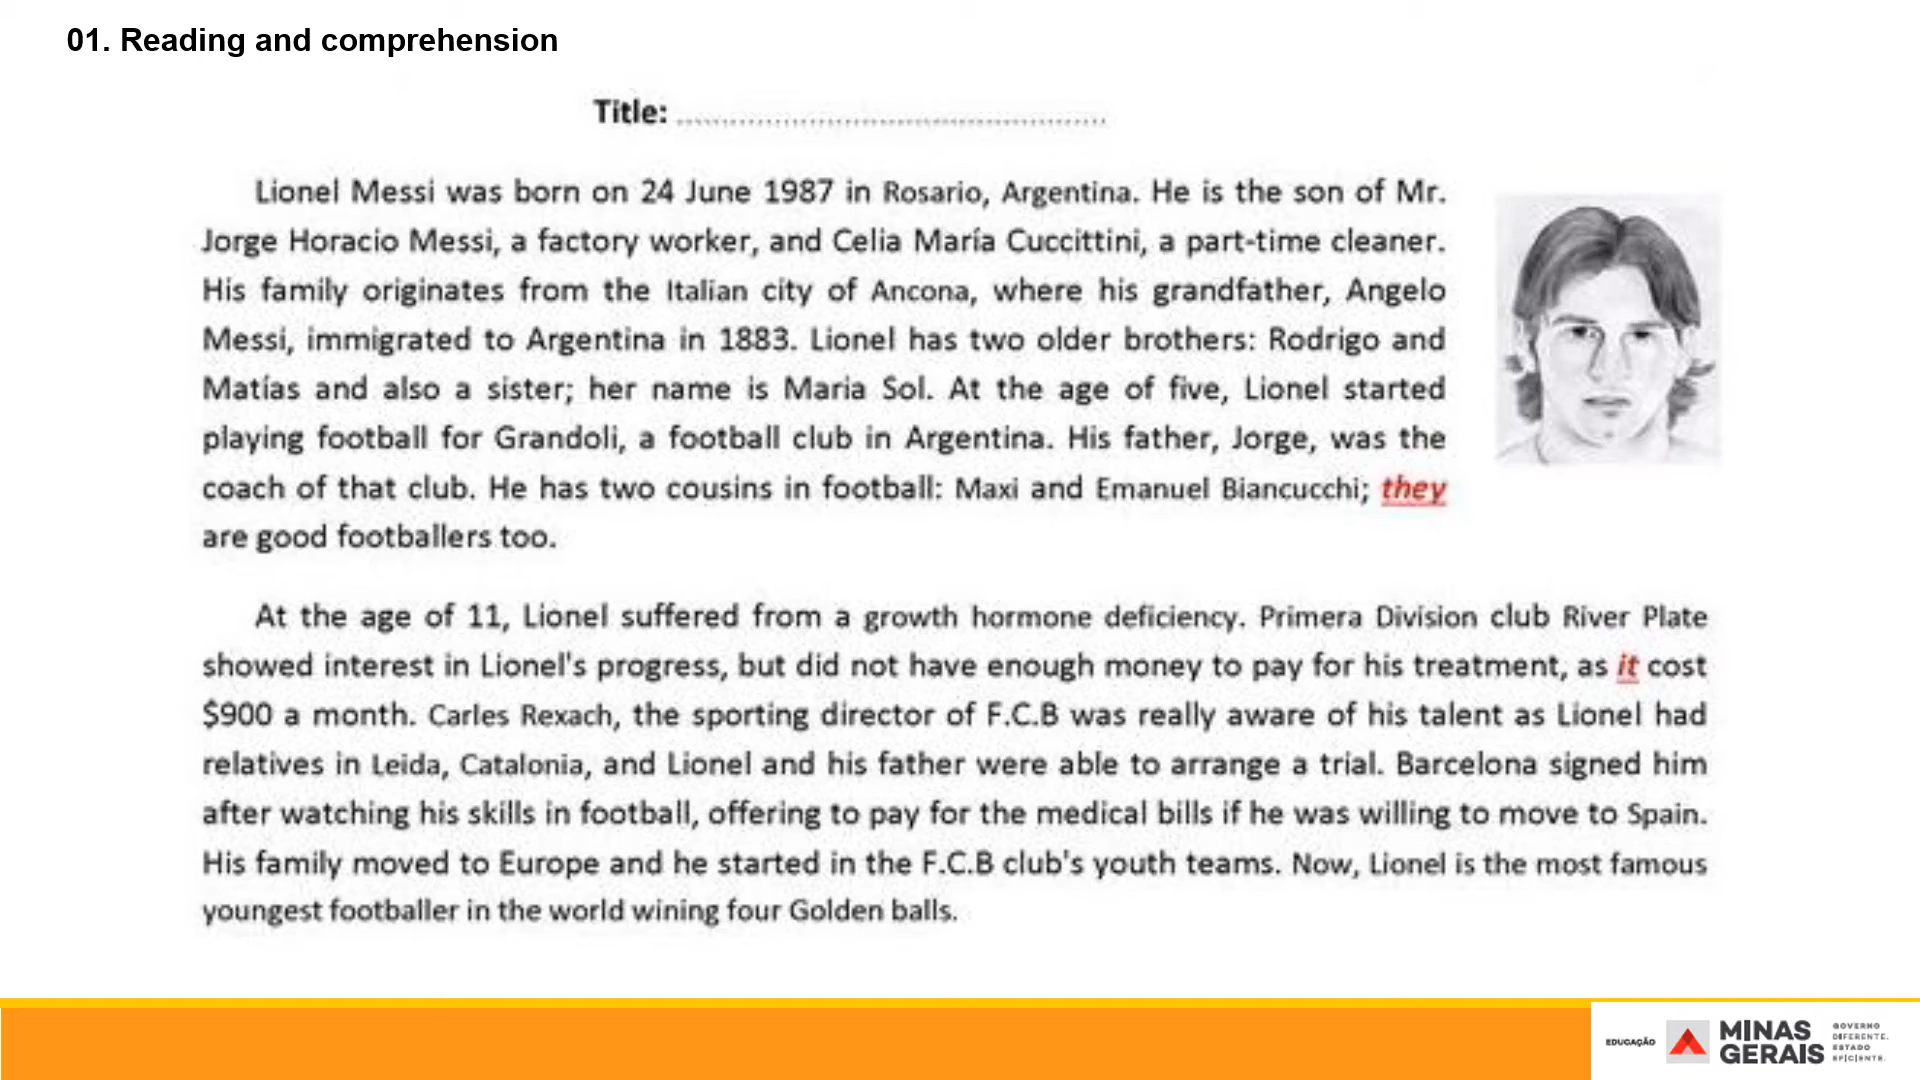 01. Reading and comprehension
Title: ................................................
Lionel Messi was born on 24 June 1987 in Rosario, Argentina. He is the son of Mr.
Jorge Horacio Messi, a factory worker, and Celia María Cuccittini, a part-time cleaner.
His family originates from the Italian city of Ancona, where his grandfather, Angelo
Messi, immigrated to Argentina in 1883. Lionel has two older brothers: Rodrigo and
Matías and also a sister; her name is Maria Sol. At the age of five, Lionel started
playing football for Grandoli, a football club in Argentina. His father, Jorge, was the
coach of that club. He has two cousins in football: Maxi and Emanuel Biancucchi; they
are good footballers too.
At the age of 11, Lionel suffered from a growth hormone deficiency. Primera Division club River Plate
showed interest in Lionel's progress, but did not have enough money to pay for his treatment, as it cost
$900 a month. Carles Rexach, the sporting director of F.C.B was really aware of his talent as Lionel had
relatives in Leida, Catalonia, and Lionel and his father were able to arrange a trial. Barcelona signed him
after watching his skills in football, offering to pay for the medical bills if he was willing to move to Spain.
His family moved to Europe and he started in the F.C.B club's youth teams. Now, Lionel is the most famous
youngest footballer in the world wining four Golden balls.
EDUCAÇÃO
MINAS
GERAIS
GOVERNO
DIFERENTE.
ESTADO
EFICIENTE.